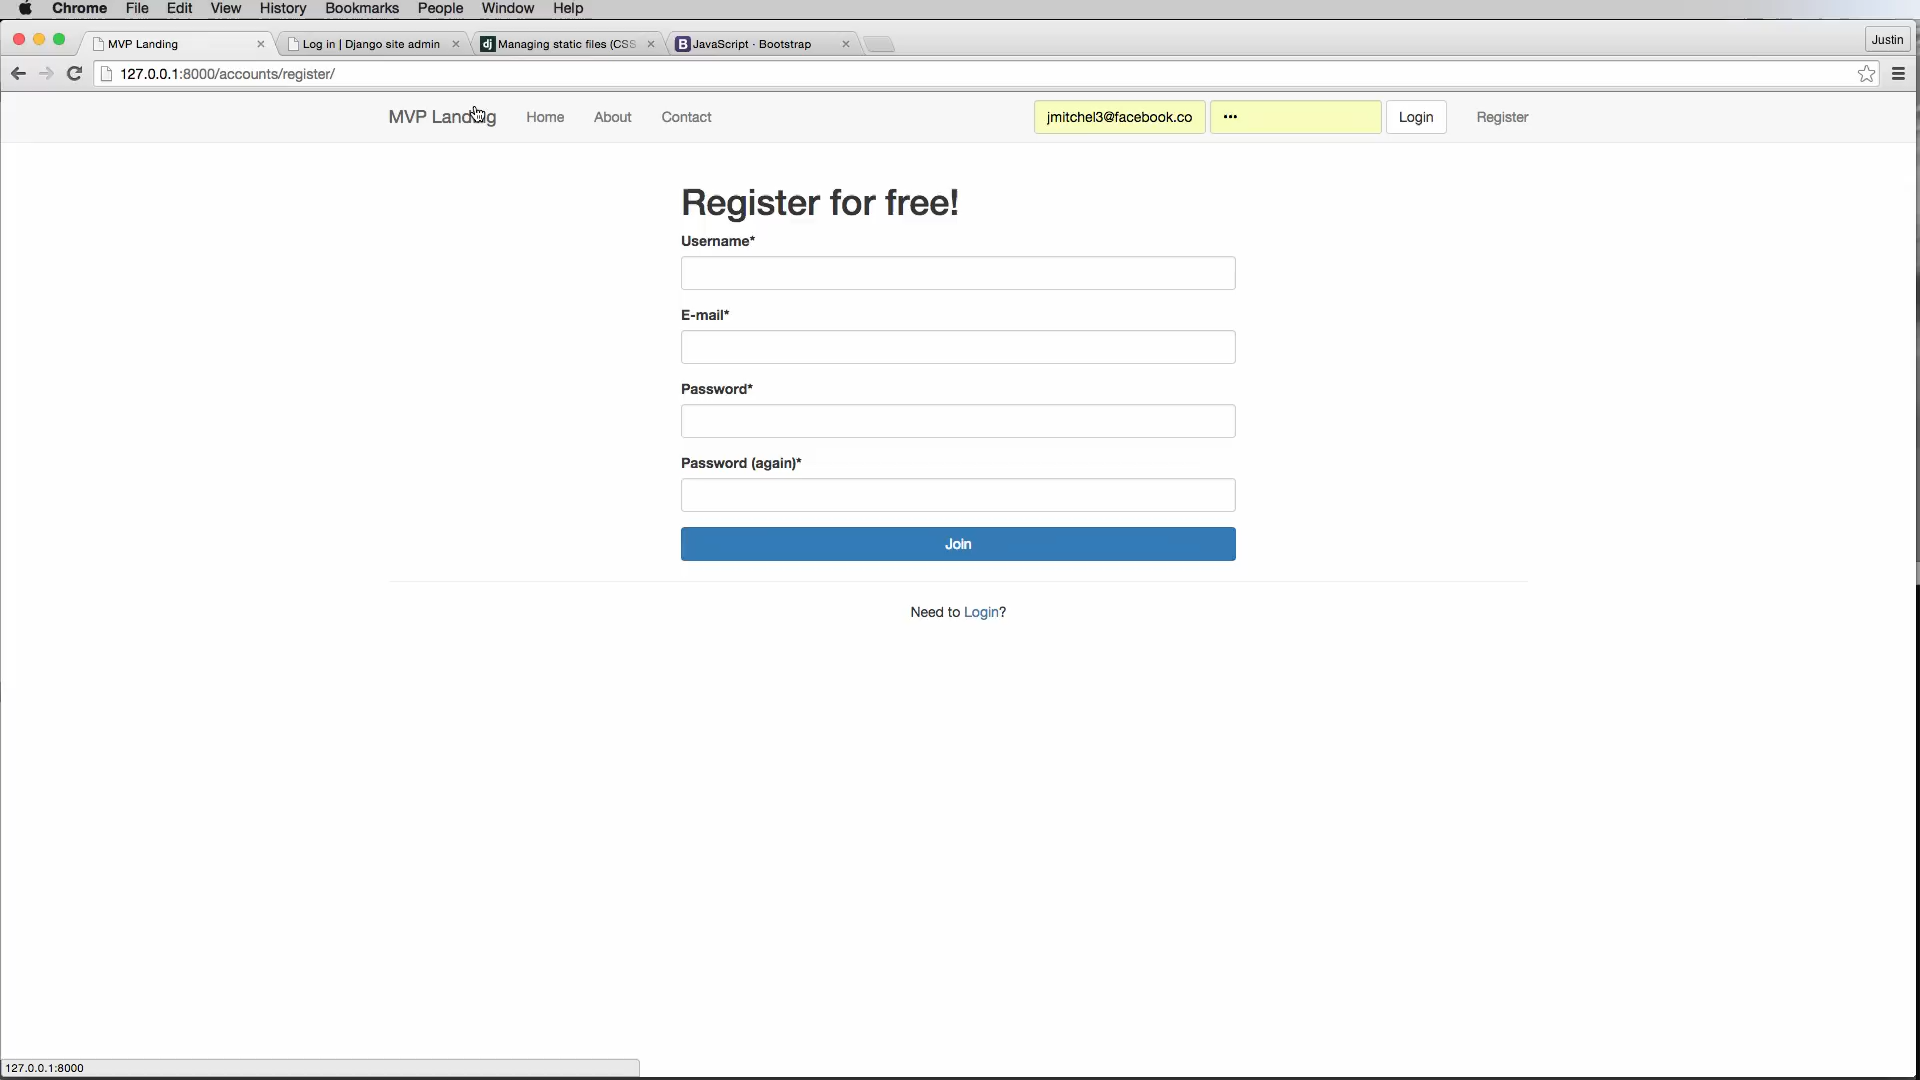 Chrome File Edit View History Bookmarks People Window Help
MVP Landing Log in | Django site admin Managing static files (CSS JavaScript · Bootstrap Justin
127.0.0.1:8000/accounts/register/
MVP Landing Home About Contact jmitchel3@facebook.co ••• Login Register
Register for free!
Username*
E-mail*
Password*
Password (again)*
Join
Need to Login?
127.0.0.1:8000